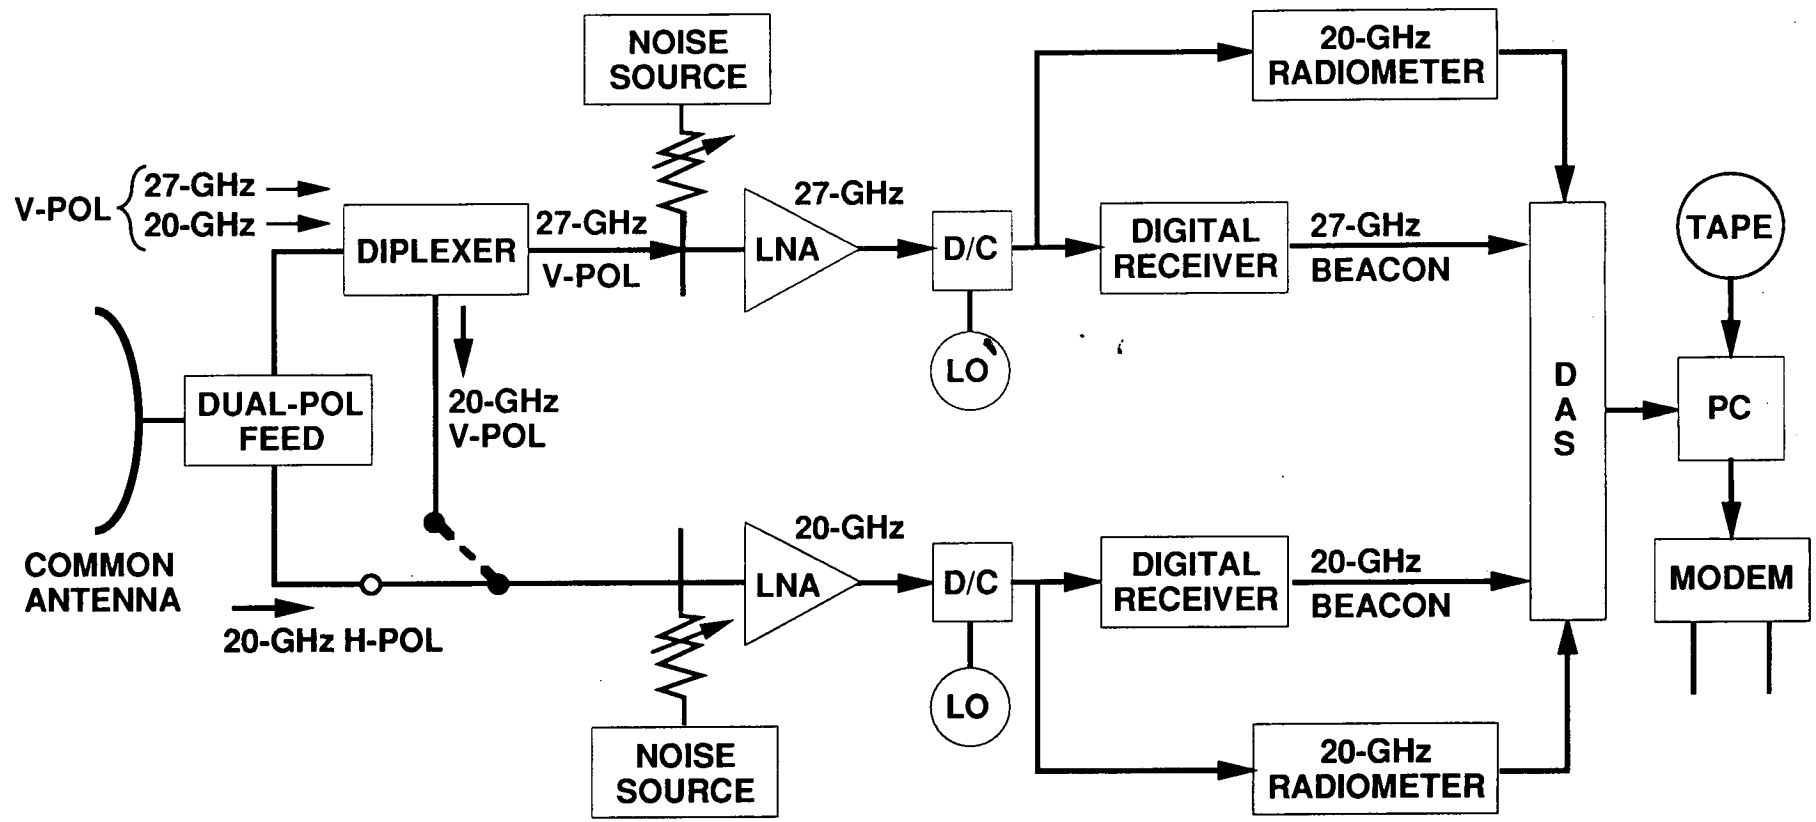 NOISE
SOURCE
20-GHz
RADIOMETER
V-POL
27-GHz
20-GHz
DIPLEXER
27-GHz
V-POL
27-GHz
LNA
D/C
LO
DIGITAL
RECEIVER
27-GHz
BEACON
TAPE
DUAL-POL
FEED
20-GHz
V-POL
D
A
S
PC
COMMON
ANTENNA
20-GHz H-POL
20-GHz
LNA
D/C
LO
DIGITAL
RECEIVER
20-GHz
BEACON
MODEM
NOISE
SOURCE
20-GHz
RADIOMETER